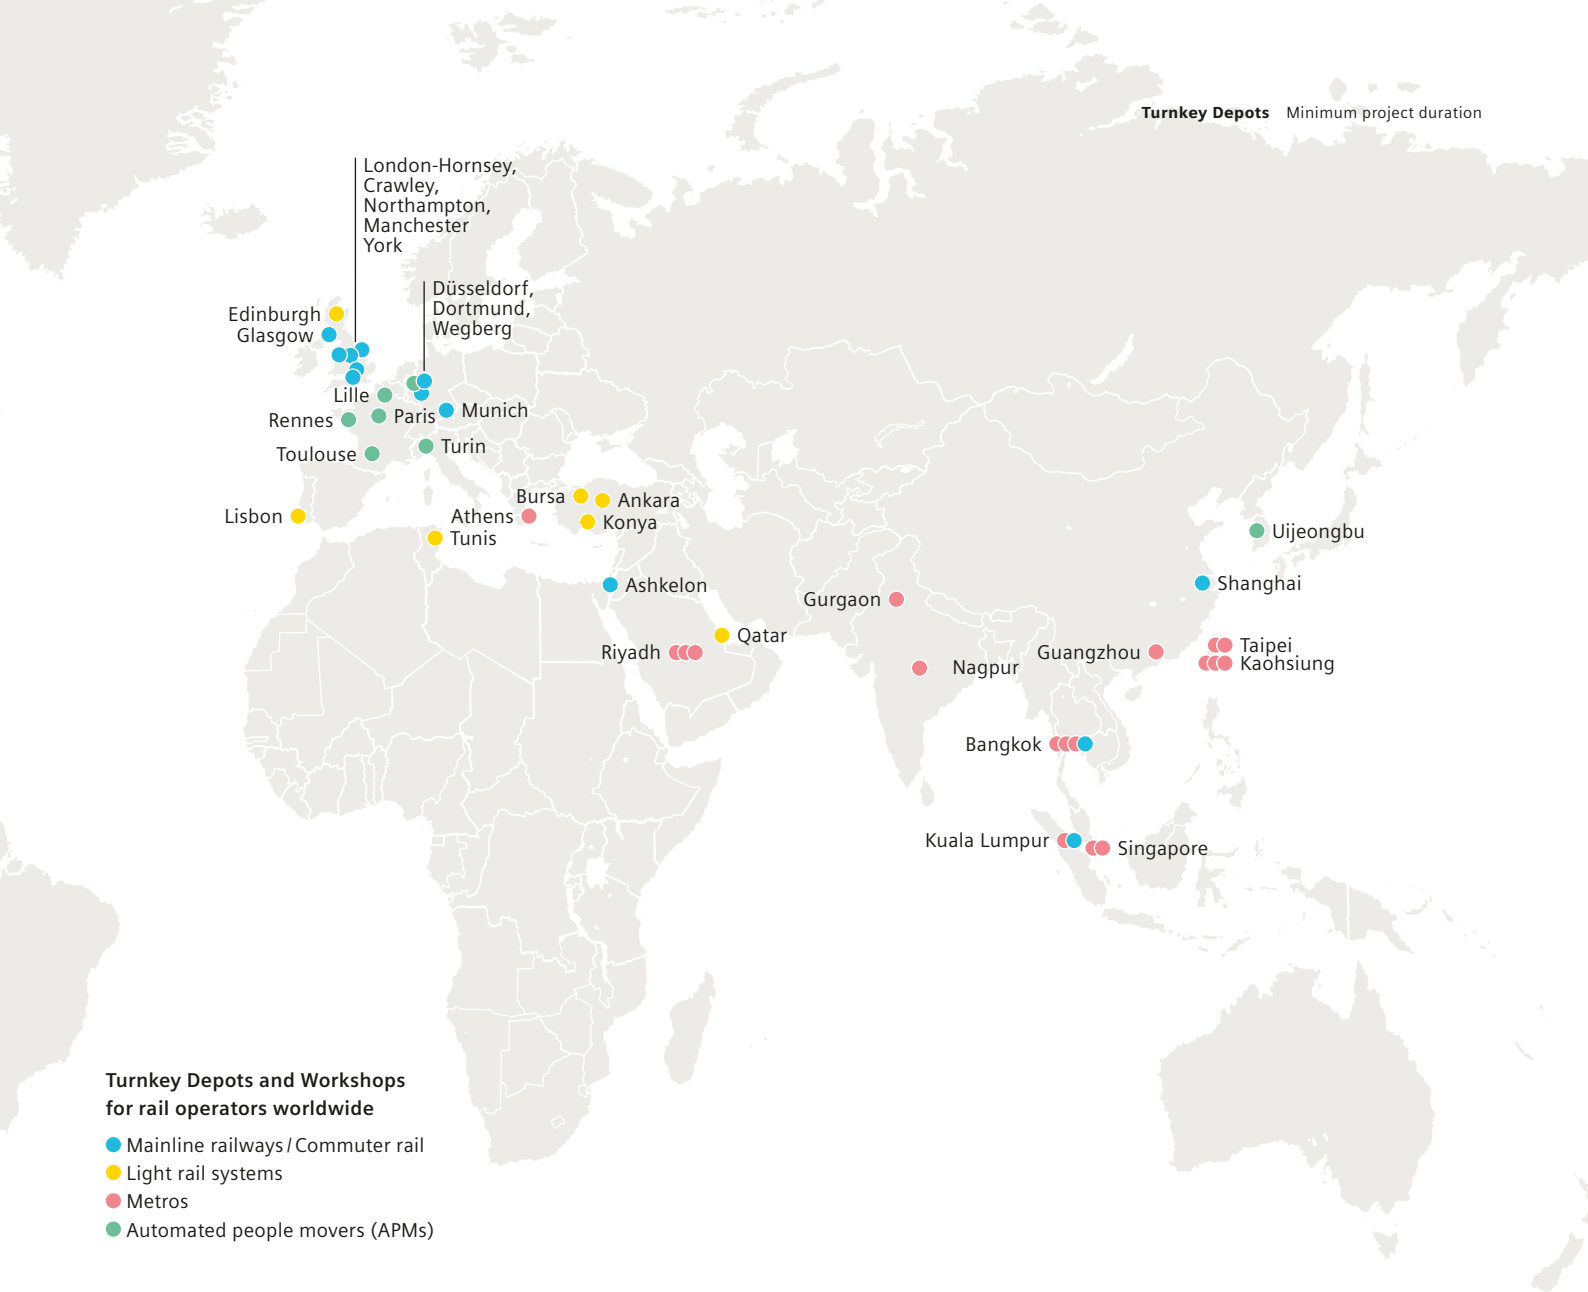 Turnkey Depots Minimum project duration
London-Hornsey,
Crawley,
Northampton,
Manchester
York
Düsseldorf,
Dortmund,
Wegberg
Edinburgh
Glasgow
Lille
Rennes
Paris
Munich
Toulouse
Turin
Bursa
Ankara
Lisbon
Athens
Konya
Tunis
Uijeongbu
Ashkelon
Shanghai
Gurgaon
Qatar
Riyadh
Guangzhou
Taipei
Nagpur
Kaohsiung
Bangkok
Kuala Lumpur
Singapore
Turnkey Depots and Workshops
for rail operators worldwide
Mainline railways / Commuter rail
Light rail systems
Metros
Automated people movers (APMs)